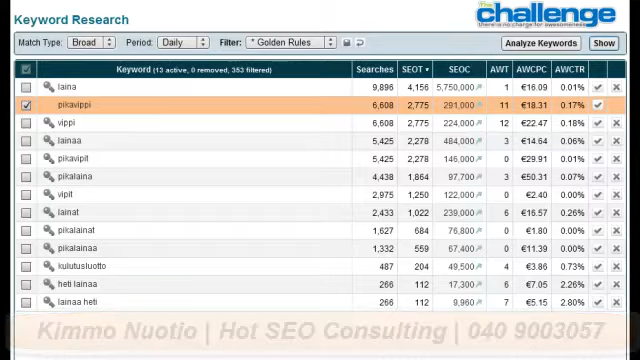 The
challenge
there is no charge for awesomeness
Keyword Research
Match Type: Broad Period: Daily Filter: * Golden Rules Analyze Keywords Show
Keyword (13 active, 0 removed, 353 filtered) Searches SEOT SEOC AWT AWCPC AWCTR
laina 9,896 4,156 5,750,000 1 €16.09 0.01%
pikavippi 6,608 2,775 291,000 11 €18.31 0.17%
vippi 6,608 2,775 224,000 12 €22.47 0.18%
lainaa 5,425 2,278 484,000 3 €14.64 0.06%
pikavipit 5,425 2,278 146,000 0 €29.91 0.01%
pikalaina 4,438 1,864 97,700 3 €50.31 0.07%
vipit 2,975 1,250 122,000 0 €2.40 0.00%
lainat 2,433 1,022 239,000 6 €16.57 0.26%
pikalainat 1,627 684 76,800 0 €1.80 0.00%
pikalainaa 1,332 559 67,400 0 €11.39 0.00%
kulutusluotto 487 204 49,500 4 €3.86 0.73%
heti lainaa 266 112 17,300 6 €7.05 2.26%
lainaa heti 266 112 9,960 7 €5.15 2.80%
Kimmo Nuotio | Hot SEO Consulting | 040 9003057